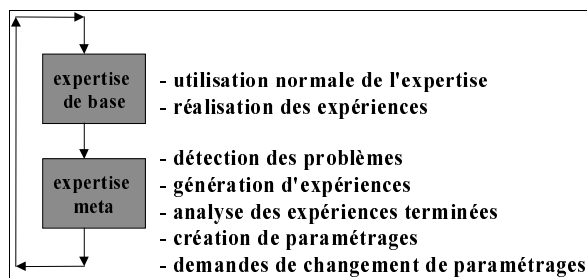 expertise
de base
- utilisation normale de l'expertise
- réalisation des expériences
expertise
meta
- détection des problèmes
- génération d'expériences
- analyse des expériences terminées
- création de paramétrages
- demandes de changement de paramétrages